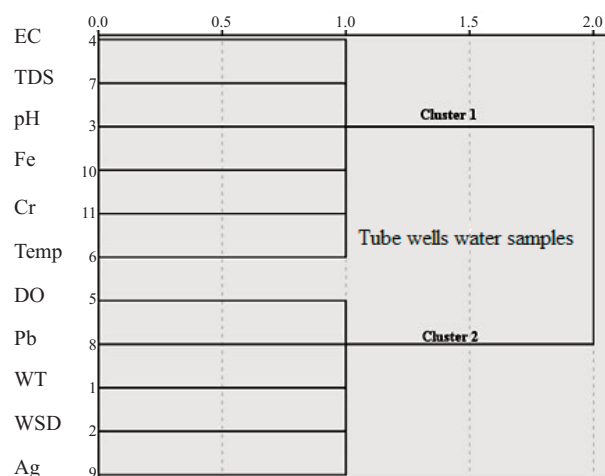 0.0 0.5 1.0 1.5 2.0
EC 4
TDS 7
pH 3 Cluster 1
Fe 10
Cr 11
Tube wells water samples
Temp 6
DO 5
Pb 8 Cluster 2
WT 1
WSD 2
Ag 9